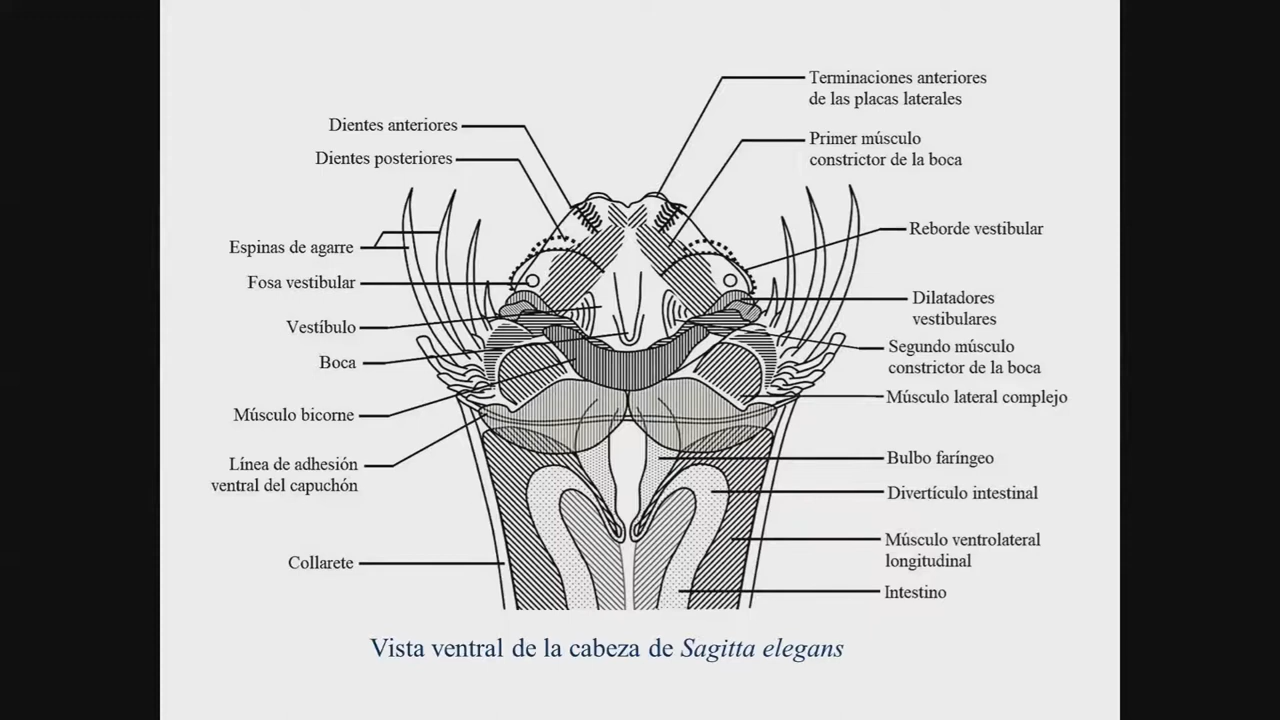 Terminaciones anteriores
de las placas laterales
Dientes anteriores
Primer músculo
constrictor de la boca
Dientes posteriores
Reborde vestibular
Espinas de agarre
Fosa vestibular
Dilatadores
vestibulares
Vestíbulo
Segundo músculo
constrictor de la boca
Boca
Músculo lateral complejo
Músculo bicorne
Bulbo faríngeo
Línea de adhesión
ventral del capuchón
Divertículo intestinal
Músculo ventrolateral
longitudinal
Collarete
Intestino
Vista ventral de la cabeza de Sagitta elegans